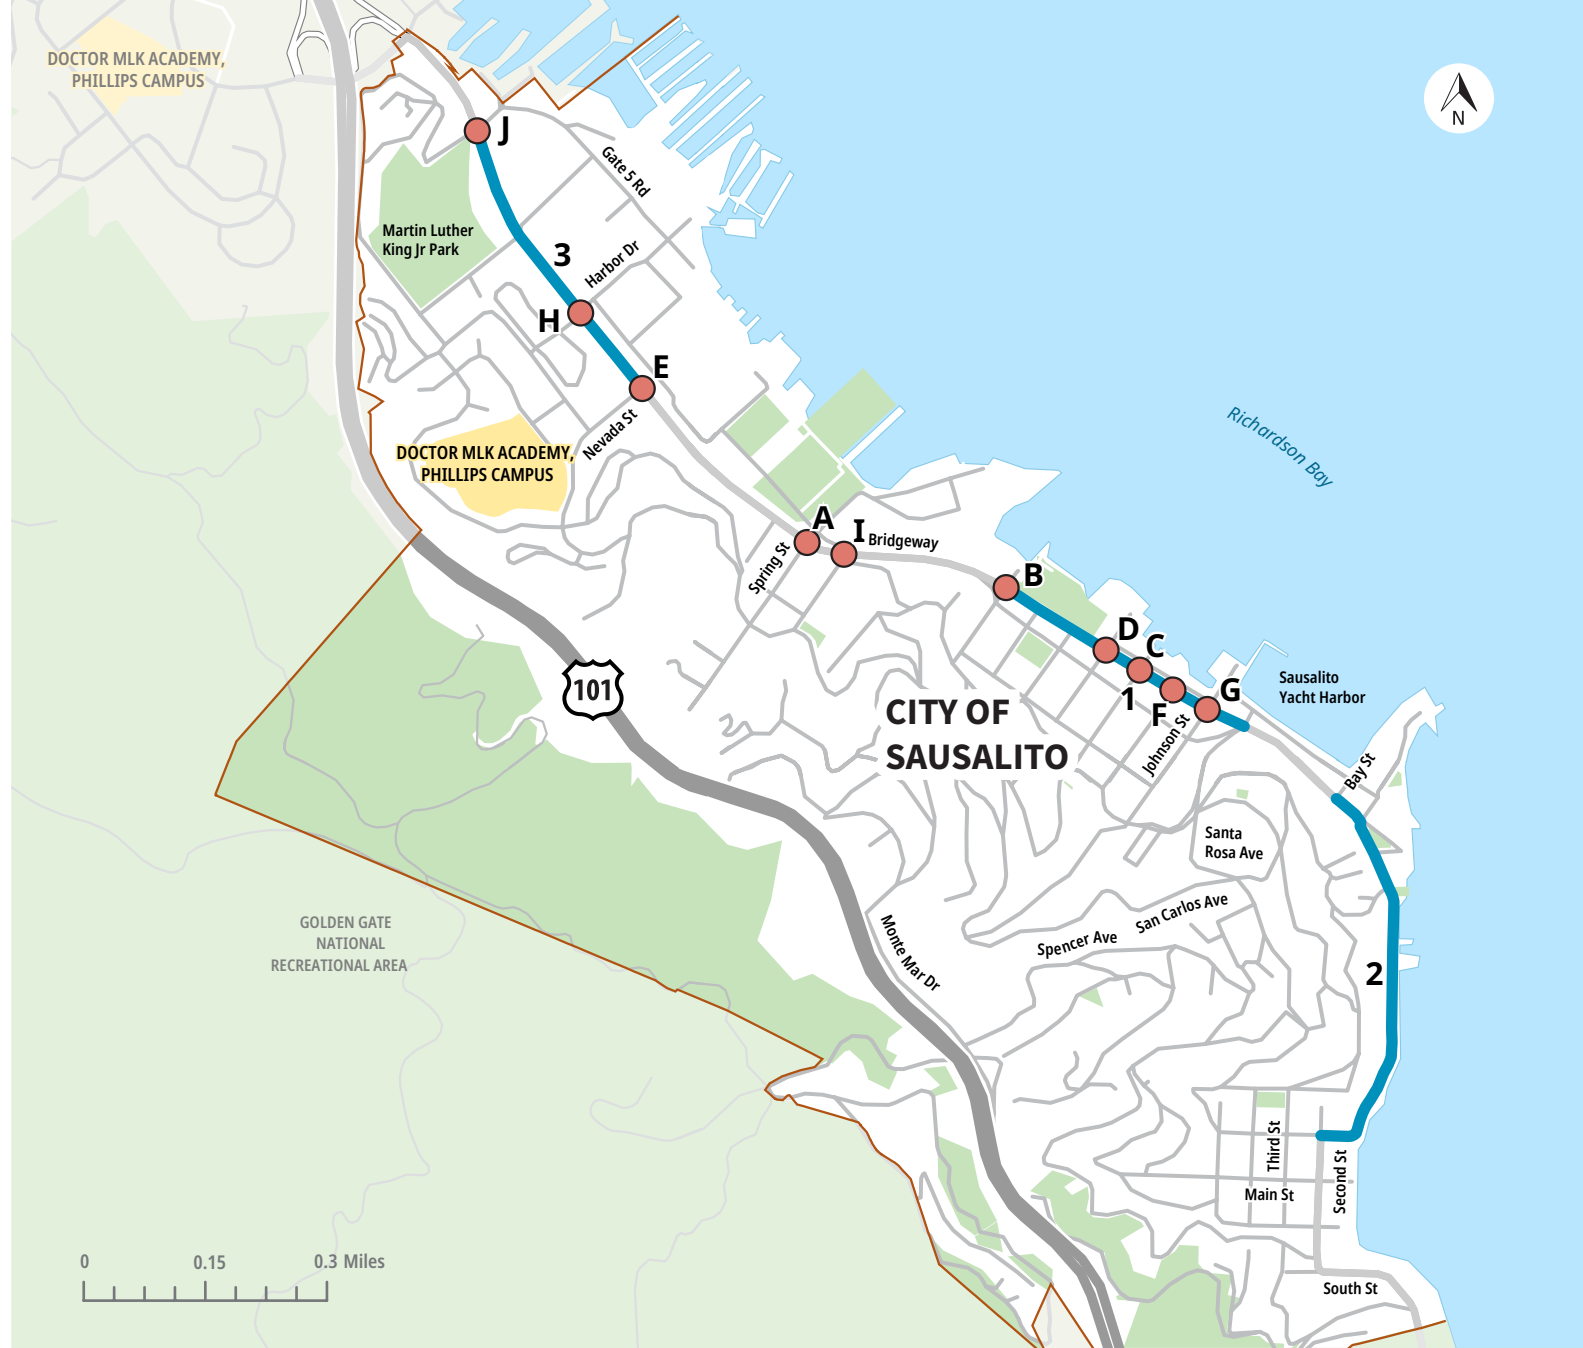 DOCTOR MLK ACADEMY,
PHILLIPS CAMPUS
N
J
Gate 5 Rd
Martin Luther
King Jr Park
3
Harbor Dr
H
E
Nevada St
DOCTOR MLK ACADEMY,
PHILLIPS CAMPUS
Richardson Bay
A
I
Bridgeway
Spring St
B
D
C
1
F
G
Johnson St
Sausalito
Yacht Harbor
101
CITY OF
SAUSALITO
Bay St
Santa
Rosa Ave
San Carlos Ave
Spencer Ave
Monte Mar Dr
2
GOLDEN GATE
NATIONAL
RECREATIONAL AREA
Third St
Second St
Main St
South St
0
0.15
0.3 Miles